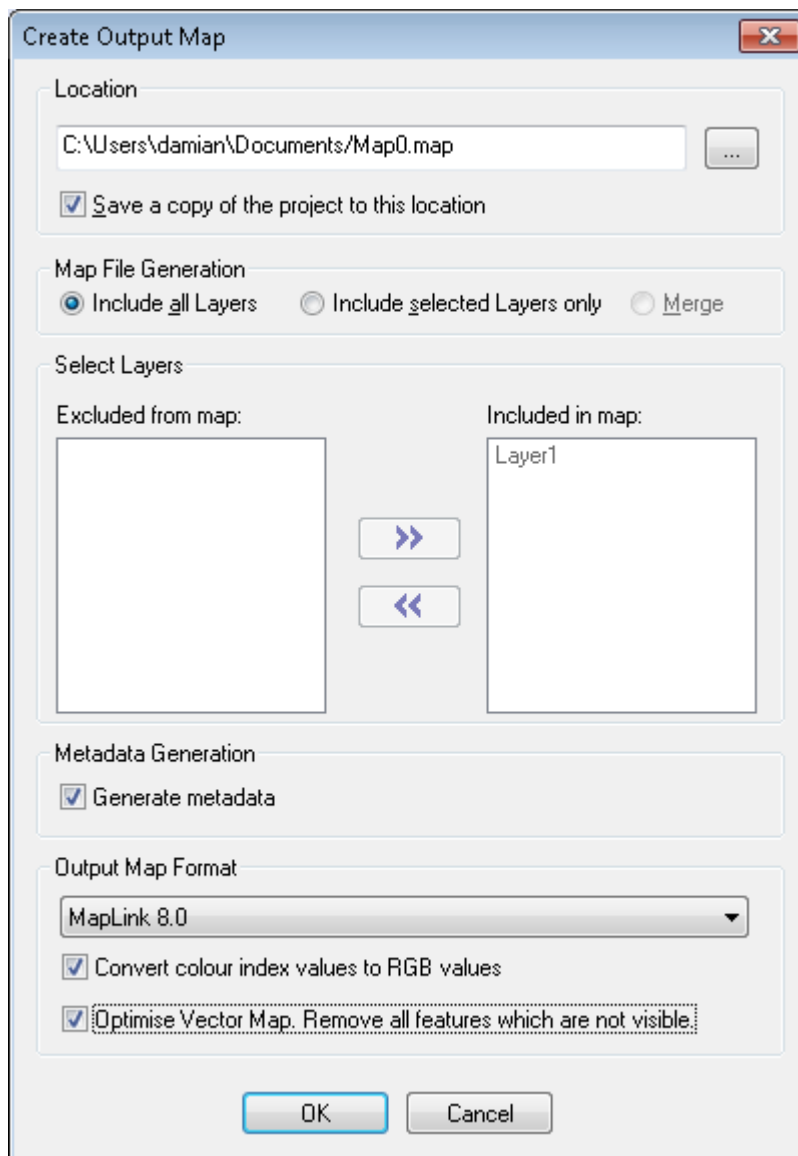 Create Output Map
Location
C:\Users\damian\Documents/Map0.map
...
Save a copy of the project to this location
Map File Generation
Include all Layers Include selected Layers only Merge
Select Layers
Excluded from map: Included in map:
Layer1
>>
<<
Metadata Generation
Generate metadata
Output Map Format
MapLink 8.0
Convert colour index values to RGB values
Optimise Vector Map. Remove all features which are not visible.
OK Cancel